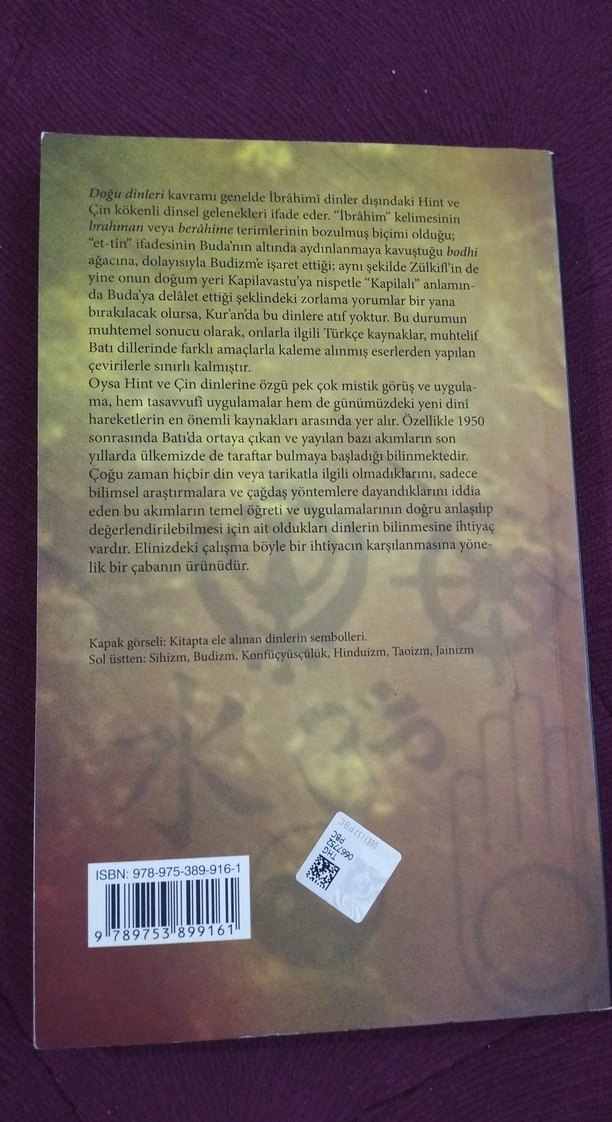 Doğu dinleri kavramı genelde İbrâhimî dinler dışındaki Hint ve
Çin kökenli dinsel gelenekleri ifade eder. “İbrâhim” kelimesinin
brahman veya berâhime terimlerinin bozulmuş biçimi olduğu;
“et-tîn” ifadesinin Buda’nın altında aydınlanmaya kavuştuğu bodhi
ağacına, dolayısıyla Budizm’e işaret ettiği; aynı şekilde Zülkifl’in de
yine onun doğum yeri Kapilavastu’ya nispetle “Kapilalı” anlamın-
da Buda’ya delâlet ettiği şeklindeki zorlama yorumlar bir yana
bırakılacak olursa, Kur’an’da bu dinlere atıf yoktur. Bu durumun
muhtemel sonucu olarak, onlarla ilgili Türkçe kaynaklar, muhtelif
Batı dillerinde farklı amaçlarla kaleme alınmış eserlerden yapılan
çevirilerle sınırlı kalmıştır.
Oysa Hint ve Çin dinlerine özgü pek çok mistik görüş ve uygula-
ma, hem tasavvufî uygulamalar hem de günümüzdeki yeni dinî
hareketlerin en önemli kaynakları arasında yer alır. Özellikle 1950
sonrasında Batı’da ortaya çıkan ve yayılan bazı akımların son
yıllarda ülkemizde de taraftar bulmaya başladığı bilinmektedir.
Çoğu zaman hiçbir din veya tarikatla ilgili olmadıklarını, sadece
bilimsel araştırmalara ve çağdaş yöntemlere dayandıklarını iddia
eden bu akımların temel öğreti ve uygulamalarının doğru anlaşılıp
değerlendirilebilmesi için ait oldukları dinlerin bilinmesine ihtiyaç
vardır. Elinizdeki çalışma böyle bir ihtiyacın karşılanmasına yöne-
lik bir çabanın ürünüdür.
Kapak görseli: Kitapta ele alınan dinlerin sembolleri.
Sol üstten: Sihizm, Budizm, Konfüçyüsçülük, Hinduizm, Taoizm, Jainizm
水
ॐ
ISBN: 978-975-389-916-1
9 789753 899161
THG
0667752
PBC
0667752 PBC